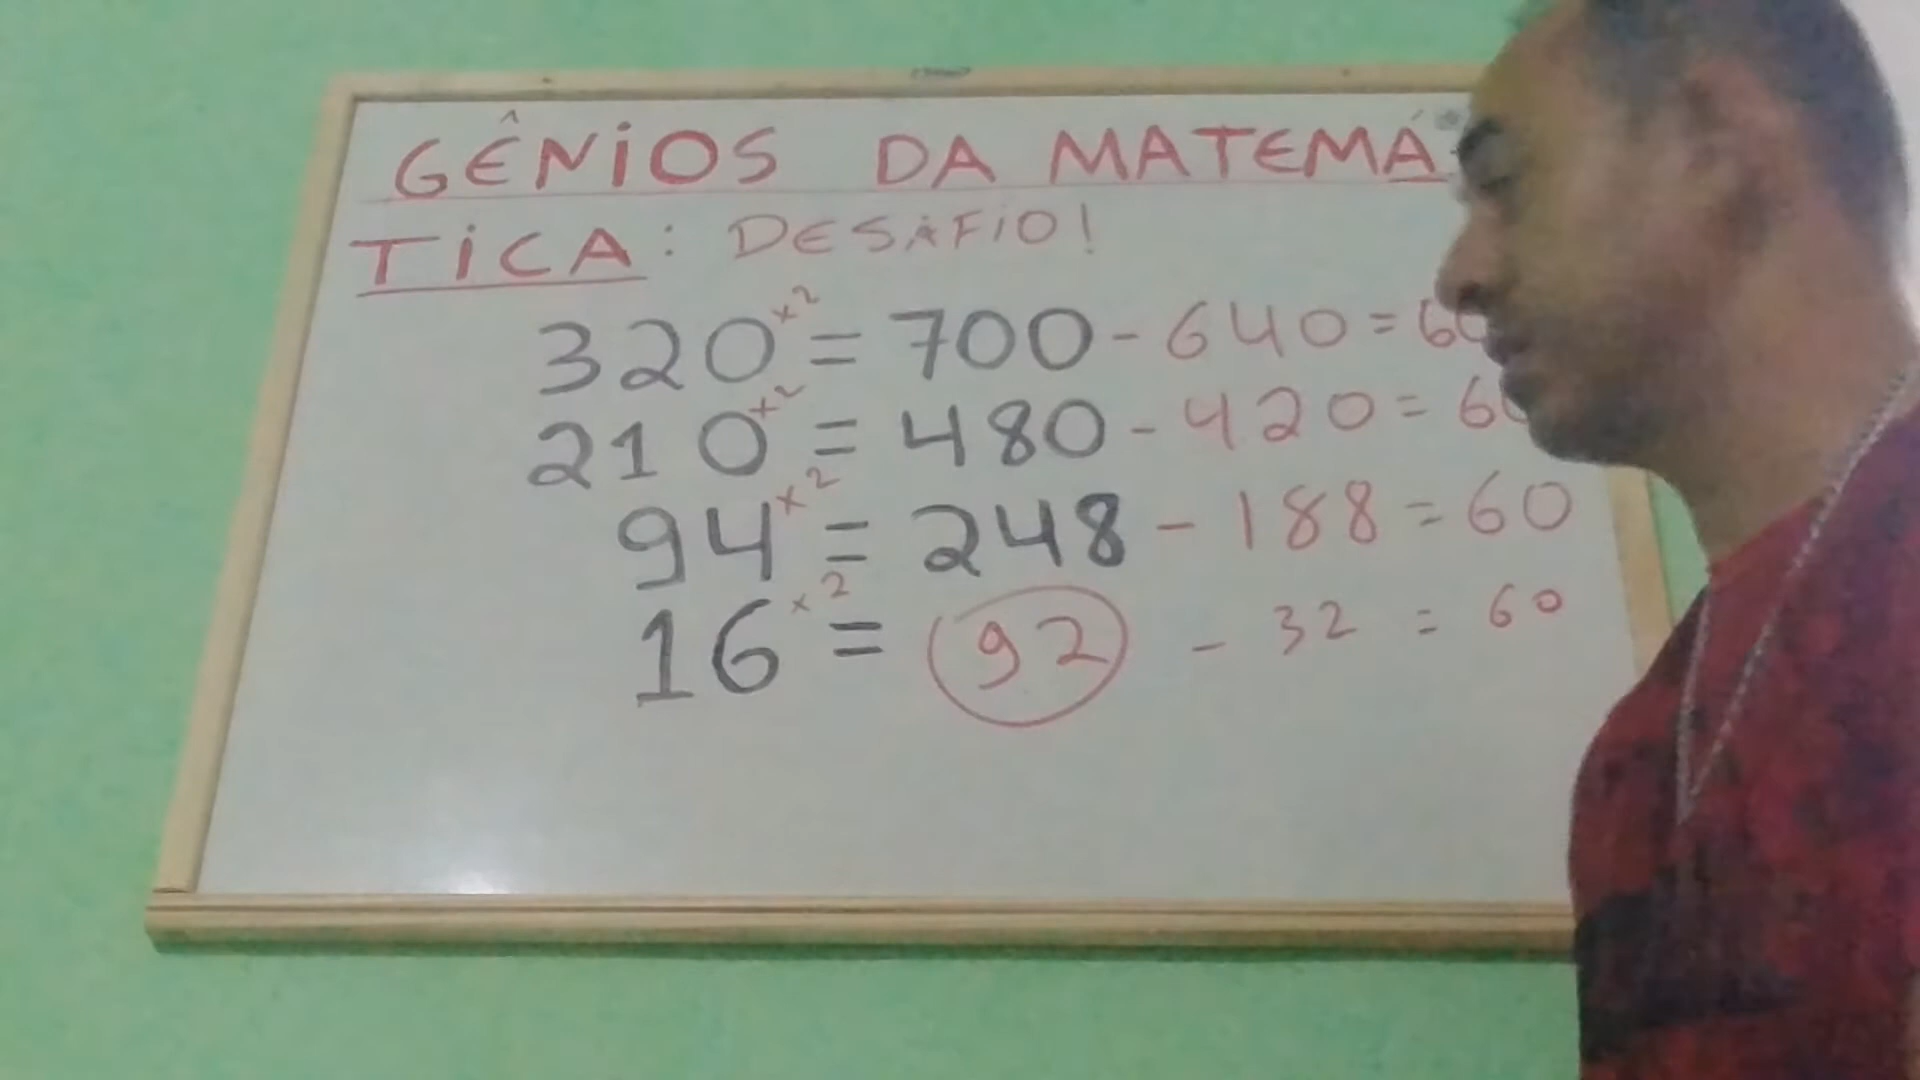 GÊNIOS DA MATEMÁ
TICA: DESAFIO!
320 x2 = 700 - 640 = 60
210 x2 = 480 - 420 = 60
94 x2 = 248 - 188 = 60
16 x2 = 92 - 32 = 60